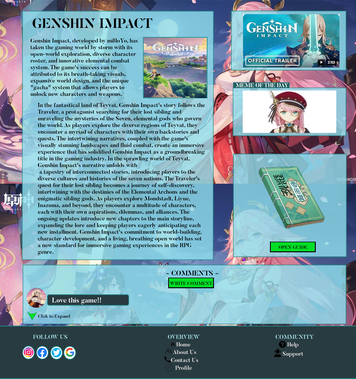 GENSHIN IMPACT
Genshin Impact, developed by miHoYo, has
taken the gaming world by storm with its
open-world exploration, diverse character
roster, and innovative elemental combat
system. The game's success can be
attributed to its breath-taking visuals,
expansive world design, and the unique
"gacha" system that allows players to
unlock new characters and weapons.
In the fantastical land of Teyvat, Genshin Impact's story follows the
Traveler, a protagonist searching for their lost sibling and
unraveling the mysteries of the Seven, elemental gods who govern
the world. As players explore the diverse regions of Teyvat, they
encounter a myriad of characters with their own backstories and
quests. The intertwining narratives, coupled with the game's
visually stunning landscapes and fluid combat, create an immersive
experience that has solidified Genshin Impact as a groundbreaking
title in the gaming industry. In the sprawling world of Teyvat,
Genshin Impact's narrative unfolds with
a tapestry of interconnected stories, introducing players to the
diverse cultures and histories of the seven nations. The Traveler's
quest for their lost sibling becomes a journey of self-discovery,
intertwining with the destinies of the Elemental Archons and the
enigmatic sibling gods. As players explore Mondstadt, Liyue,
Inazuma, and beyond, they encounter a multitude of characters,
each with their own aspirations, dilemmas, and alliances. The
ongoing updates introduce new chapters to the main storyline,
expanding the lore and keeping players eagerly anticipating each
new installment. Genshin Impact's commitment to world-building,
character development, and a living, breathing open world has set
a new standard for immersive gaming experiences in the RPG
genre.
GENSHIN
IMPACT
OFFICIAL TRAILER
MEME OF THE DAY
OPEN GUIDE
- COMMENTS -
WRITE COMMENT
Love this game!!
Click to Expand
FOLLOW US
OVERVIEW
Home
About Us
Contact Us
Profile
COMMUNITY
Guide
Support